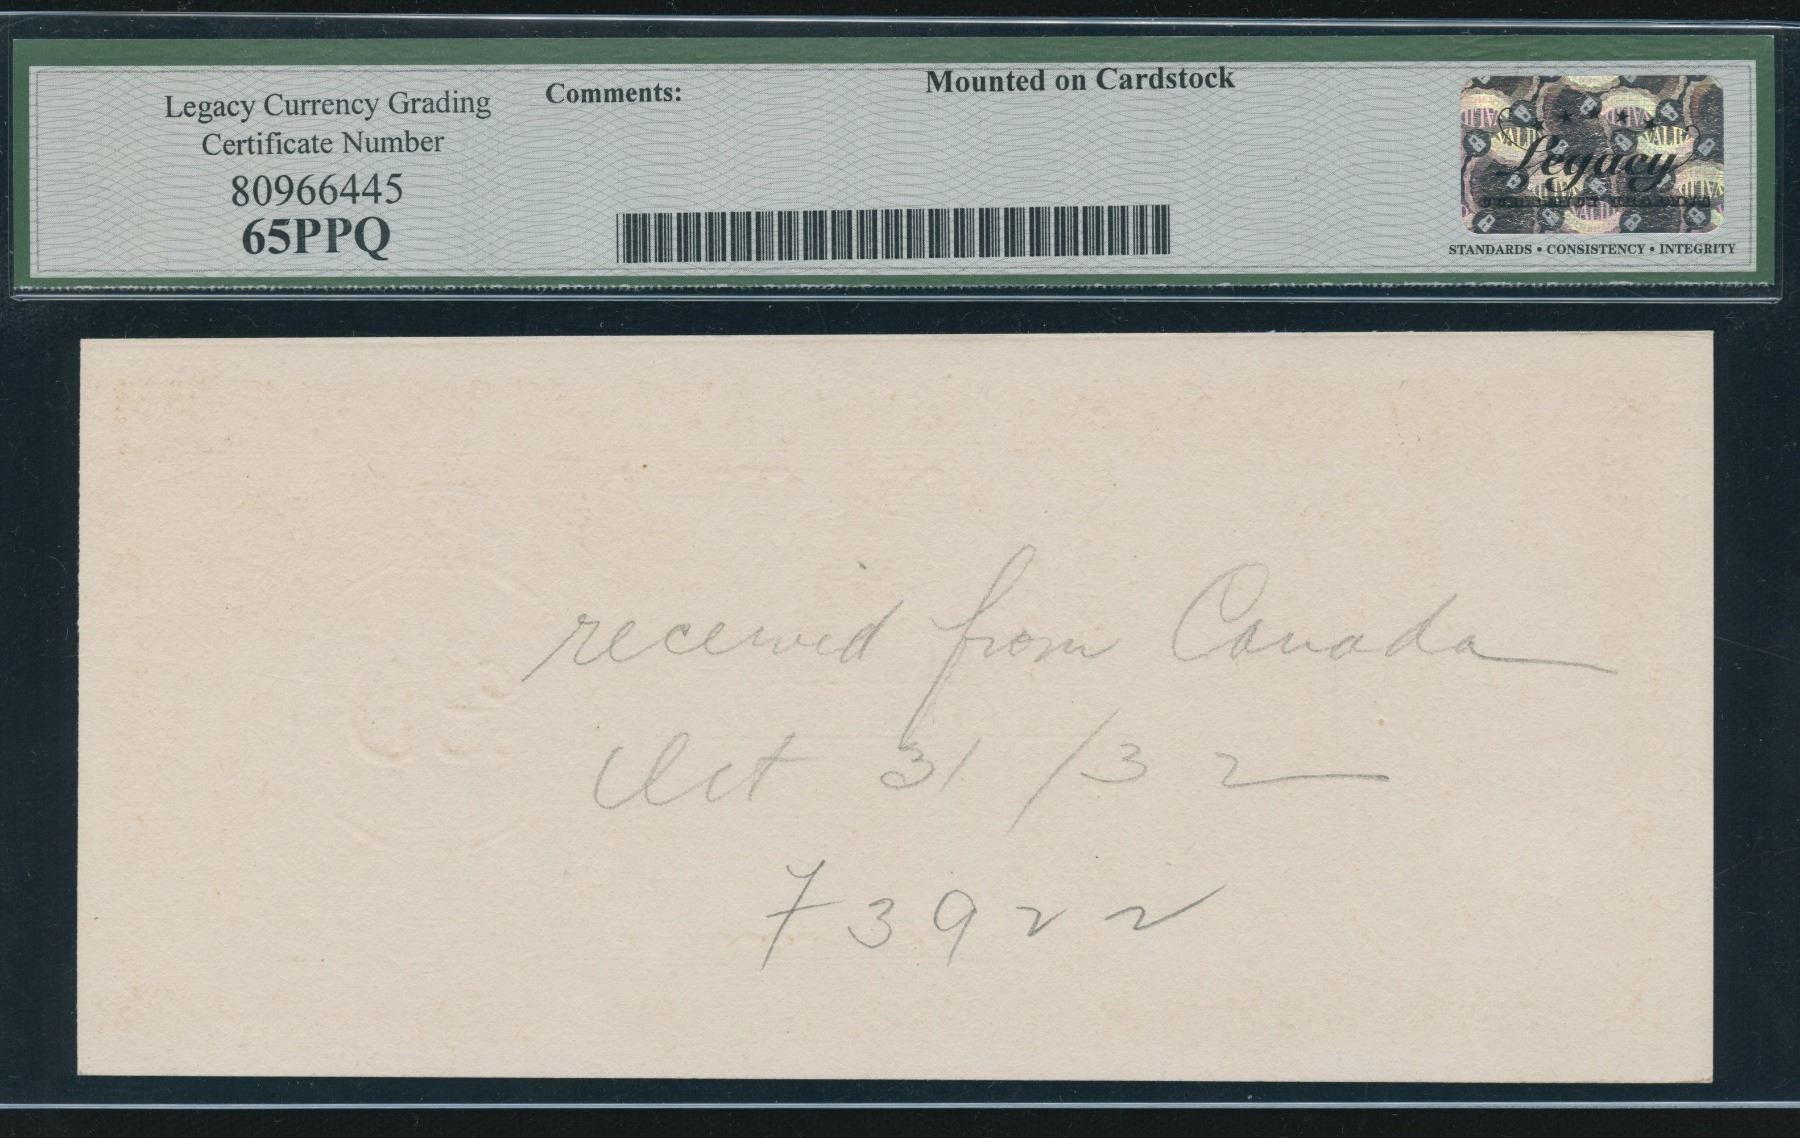 Legacy Currency Grading
Certificate Number
80966445
65PPQ
Comments:
Mounted on Cardstock
Legacy
STANDARDS • CONSISTENCY • INTEGRITY
received from Canada
Oct 31/32
73922